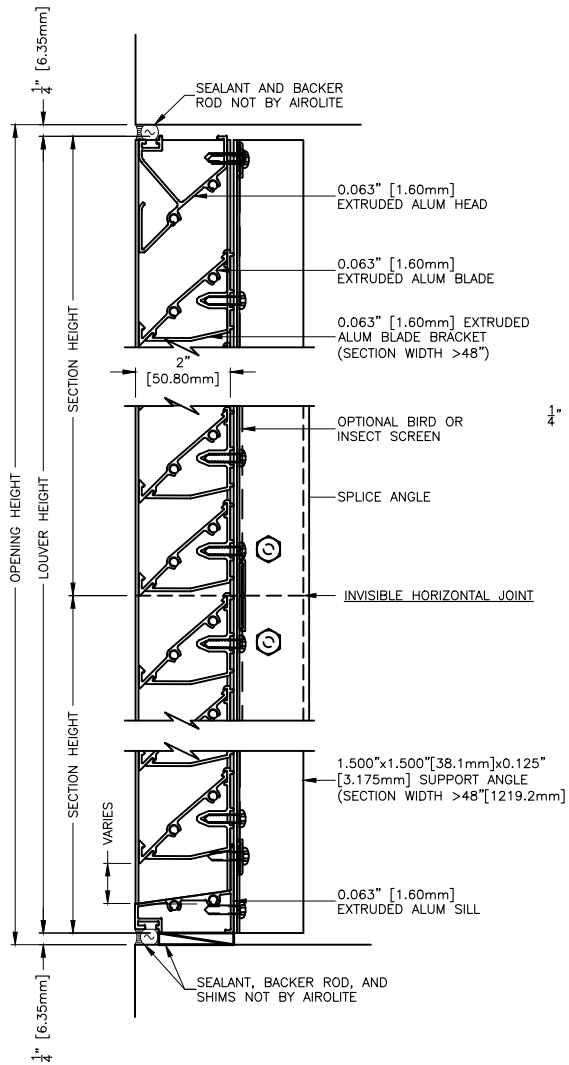 1/4" [6.35mm]
SEALANT AND BACKER
ROD NOT BY AIROLITE
0.063" [1.60mm]
EXTRUDED ALUM HEAD
0.063" [1.60mm]
EXTRUDED ALUM BLADE
0.063" [1.60mm] EXTRUDED
ALUM BLADE BRACKET
(SECTION WIDTH >48")
2"
[50.80mm]
SECTION HEIGHT
OPENING HEIGHT
LOUVER HEIGHT
OPTIONAL BIRD OR
INSECT SCREEN
1/4"
SPLICE ANGLE
INVISIBLE HORIZONTAL JOINT
SECTION HEIGHT
VARIES
1.500"x1.500"[38.1mm]x0.125"
[3.175mm] SUPPORT ANGLE
(SECTION WIDTH >48"[1219.2mm]
0.063" [1.60mm]
EXTRUDED ALUM SILL
SEALANT, BACKER ROD, AND
SHIMS NOT BY AIROLITE
1/4" [6.35mm]